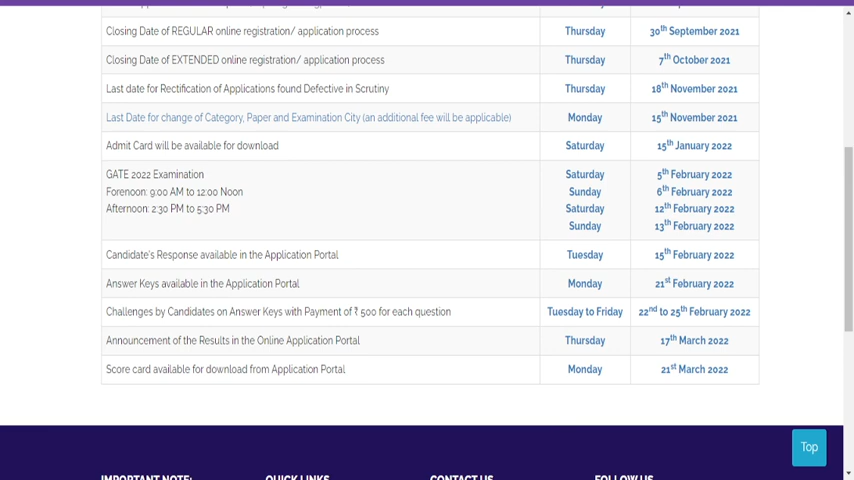 Closing Date of REGULAR online registration/ application process Thursday 30th September 2021
Closing Date of EXTENDED online registration/ application process Thursday 7th October 2021
Last date for Rectification of Applications found Defective in Scrutiny Thursday 18th November 2021
Last Date for change of Category, Paper and Examination City (an additional fee will be applicable) Monday 15th November 2021
Admit Card will be available for download Saturday 15th January 2022
GATE 2022 Examination Saturday 5th February 2022
Forenoon: 9:00 AM to 12:00 Noon Sunday 6th February 2022
Afternoon: 2:30 PM to 5:30 PM Saturday 12th February 2022
Sunday 13th February 2022
Candidate's Response available in the Application Portal Tuesday 15th February 2022
Answer Keys available in the Application Portal Monday 21st February 2022
Challenges by Candidates on Answer Keys with Payment of ₹ 500 for each question Tuesday to Friday 22nd to 25th February 2022
Announcement of the Results in the Online Application Portal Thursday 17th March 2022
Score card available for download from Application Portal Monday 21st March 2022
Top
IMPORTANT NOTE: QUICK LINKS CONTACT US FOLLOW US